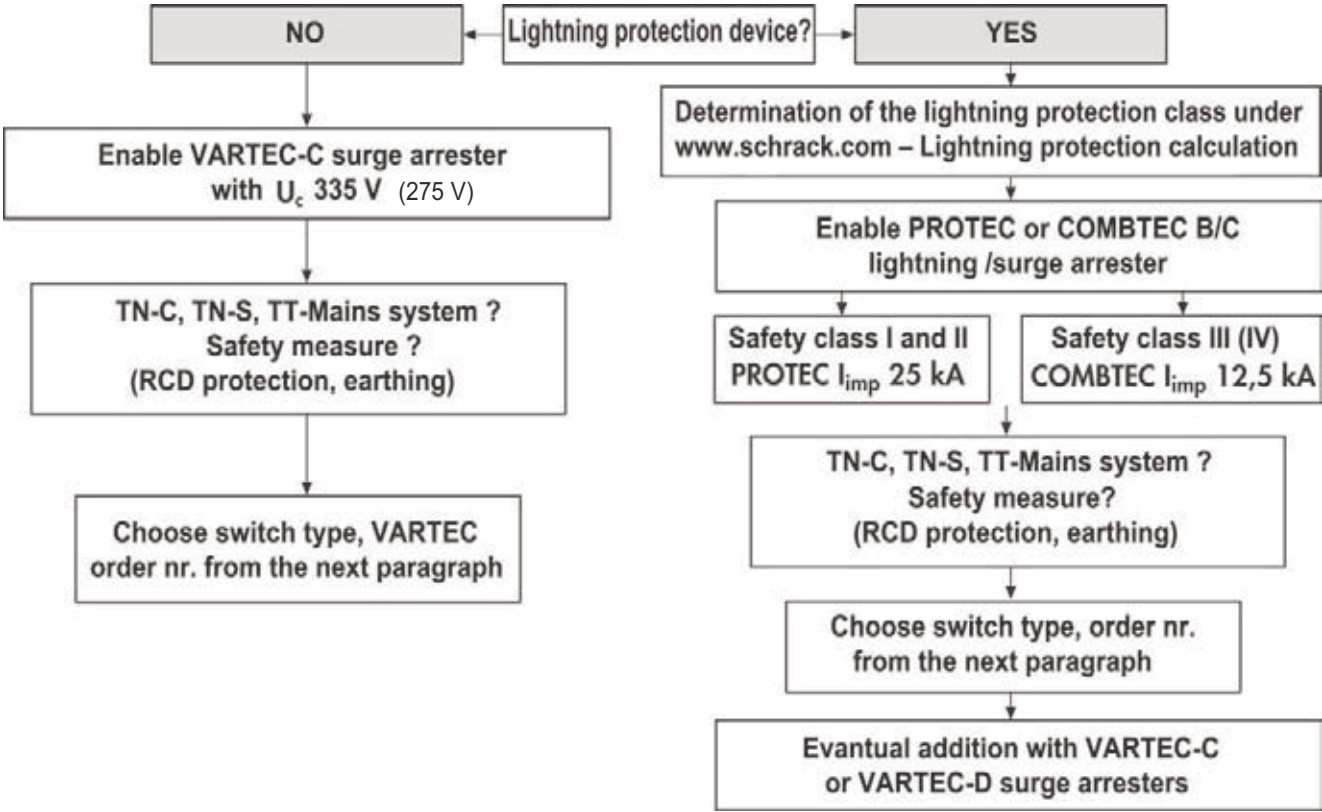 NO
Lightning protection device?
YES
Enable VARTEC-C surge arrester
with Uc 335 V (275 V)
TN-C, TN-S, TT-Mains system ?
Safety measure ?
(RCD protection, earthing)
Choose switch type, VARTEC
order nr. from the next paragraph
Determination of the lightning protection class under
www.schrack.com – Lightning protection calculation
Enable PROTEC or COMBTEC B/C
lightning /surge arrester
Safety class I and II
PROTEC Iimp 25 kA
Safety class III (IV)
COMBTEC Iimp 12,5 kA
TN-C, TN-S, TT-Mains system ?
Safety measure?
(RCD protection, earthing)
Choose switch type, order nr.
from the next paragraph
Evantual addition with VARTEC-C
or VARTEC-D surge arresters